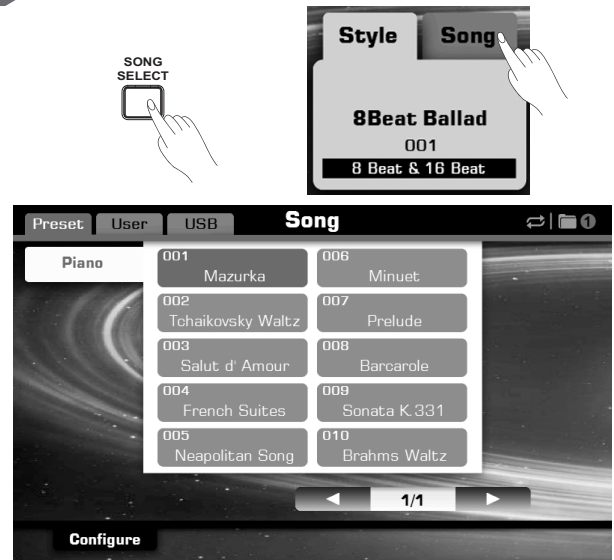 SONG
SELECT
Style Song
8Beat Ballad
001
8 Beat & 16 Beat
Preset User USB Song 1
Piano
001
Mazurka
006
Minuet
002
Tchaikovsky Waltz
007
Prelude
003
Salut d' Amour
008
Barcarole
004
French Suites
009
Sonata K.331
005
Neapolitan Song
010
Brahms Waltz
1/1
Configure